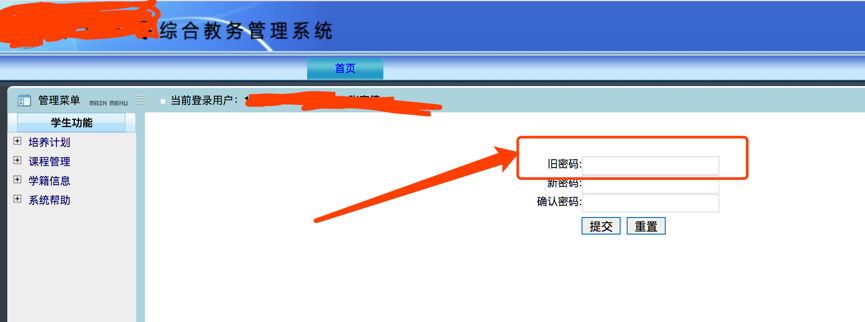 综合教务管理系统
首页
管理菜单 MAIN MENU
当前登录用户：
学生功能
培养计划
课程管理
学籍信息
系统帮助
旧密码:
新密码:
确认密码:
提交 重置